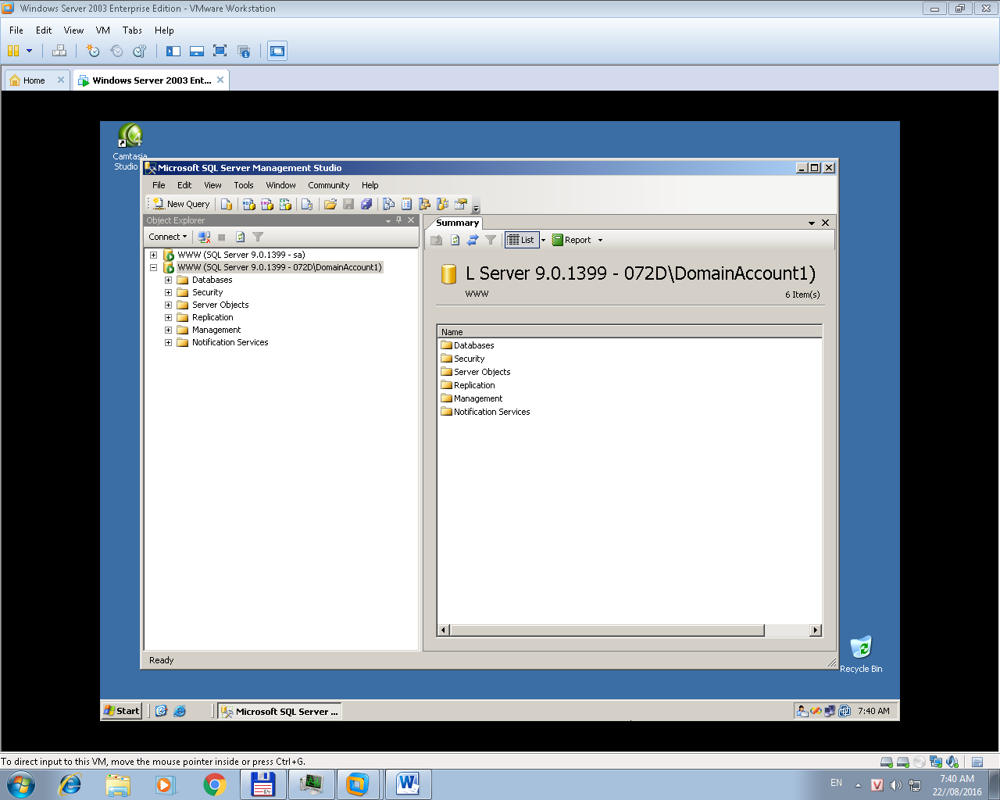 Windows Server 2003 Enterprise Edition - VMware Workstation
File Edit View VM Tabs Help
Home
Windows Server 2003 Ent...
Camtasia
Studio
4
Microsoft SQL Server Management Studio
File Edit View Tools Window Community Help
New Query
Object Explorer
Connect
WWW (SQL Server 9.0.1399 - sa)
WWW (SQL Server 9.0.1399 - 072D\DomainAccount1)
Databases
Security
Server Objects
Replication
Management
Notification Services
Summary
List
Report
L Server 9.0.1399 - 072D\DomainAccount1)
WWW
6 Item(s)
Name
Databases
Security
Server Objects
Replication
Management
Notification Services
Ready
Recycle Bin
Start
Microsoft SQL Server ...
7:40 AM
To direct input to this VM, move the mouse pointer inside or press Ctrl+G.
64
W
EN
V
7:40 AM
22//08/2016